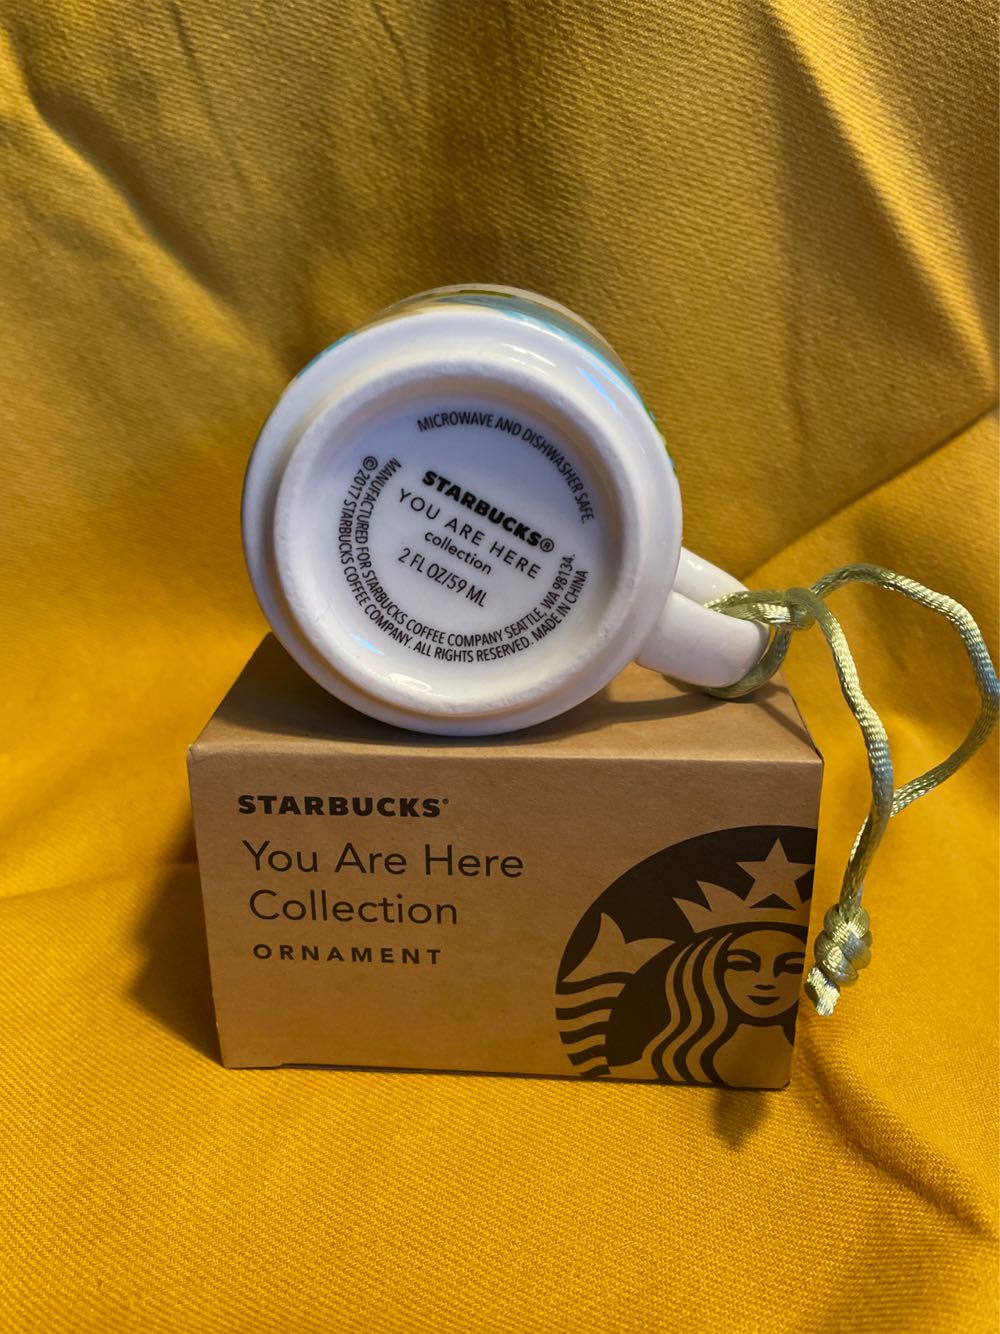 MICROWAVE AND DISHWASHER SAFE.
STARBUCKS®
YOU ARE HERE
collection
2 FL OZ/59 ML
MANUFACTURED FOR STARBUCKS COFFEE COMPANY SEATTLE, WA 98134.
©2017 STARBUCKS COFFEE COMPANY. ALL RIGHTS RESERVED. MADE IN CHINA
STARBUCKS®
You Are Here
Collection
ORNAMENT